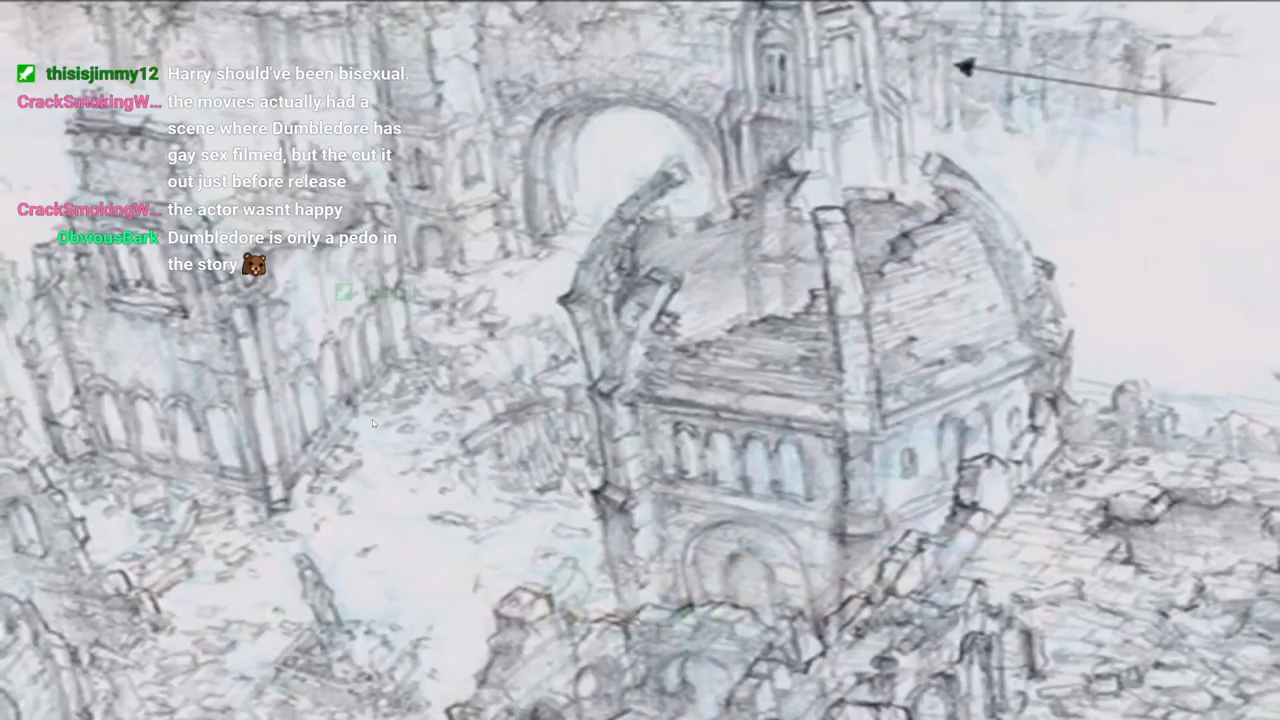 thisisjimmy12 Harry should've been bisexual.
CrackSmokingW... the movies actually had a
scene where Dumbledore has
gay sex filmed, but the cut it
out just before release
CrackSmokingW... the actor wasnt happy
ObviousBark Dumbledore is only a pedo in
the story